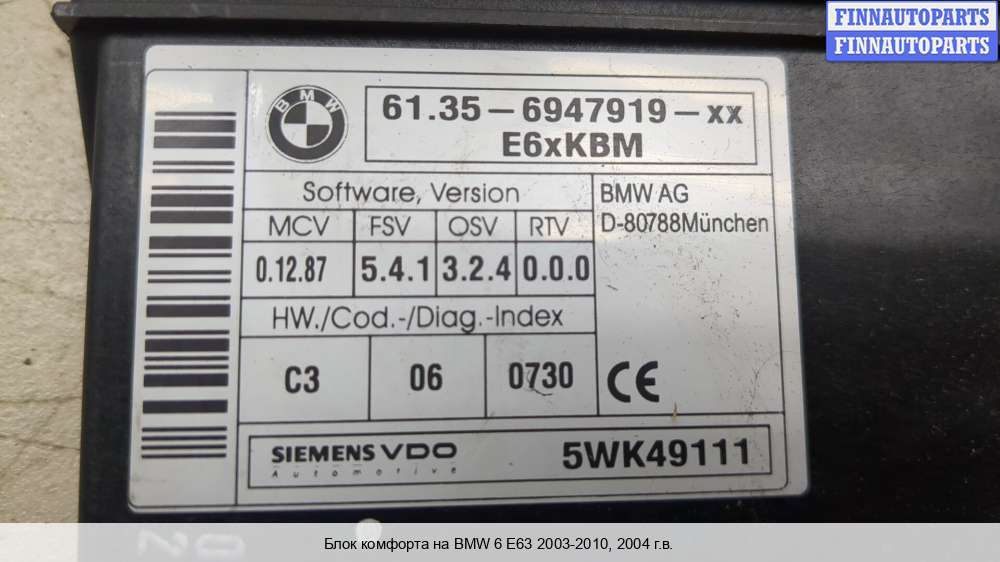 FINNAUTOPARTS
FINNAUTOPARTS
BMW
61.35-6947919-xx
E6xKBM
Software, Version
MCV FSV OSV RTV
0.12.87 5.4.1 3.2.4 0.0.0
BMW AG
D-80788München
HW./Cod.-/Diag.-Index
C3 06 0730
CE
SIEMENS VDO
Automotive
5WK49111
NO
Блок комфорта на BMW 6 E63 2003-2010, 2004 г.в.